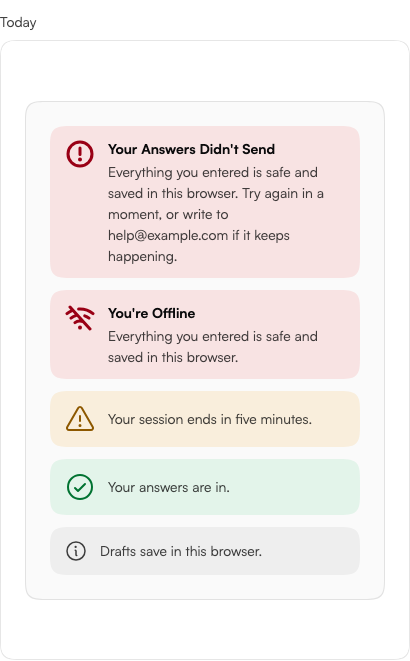 Today
Your Answers Didn't Send
Everything you entered is safe and
saved in this browser. Try again in a
moment, or write to
help@example.com if it keeps
happening.
You're Offline
Everything you entered is safe and
saved in this browser.
Your session ends in five minutes.
Your answers are in.
Drafts save in this browser.